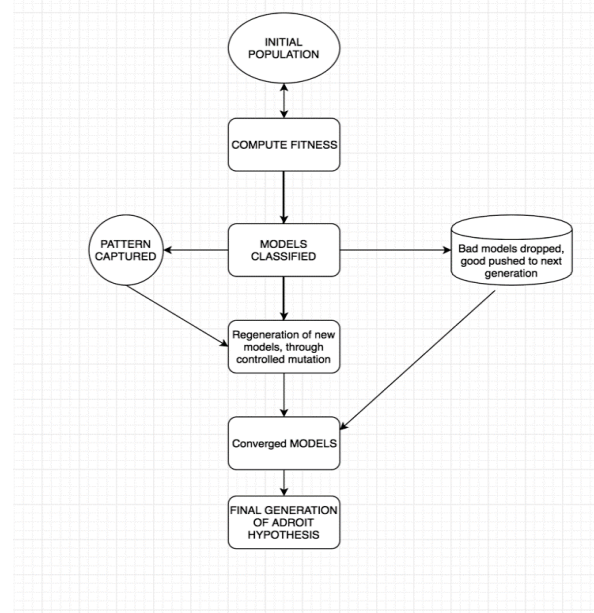 INITIAL
POPULATION
COMPUTE FITNESS
PATTERN
CAPTURED
MODELS
CLASSIFIED
Bad models dropped,
good pushed to next
generation
Regeneration of new
models, through
controlled mutation
Converged MODELS
FINAL GENERATION
OF ADROIT
HYPOTHESIS